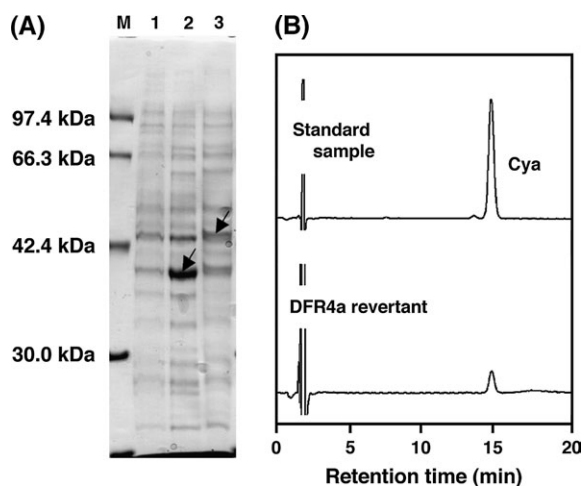 (A)
M 1 2 3
97.4 kDa
66.3 kDa
42.4 kDa
30.0 kDa
(B)
Standard
sample
Cya
DFR4a revertant
0 5 10 15 20
Retention time (min)